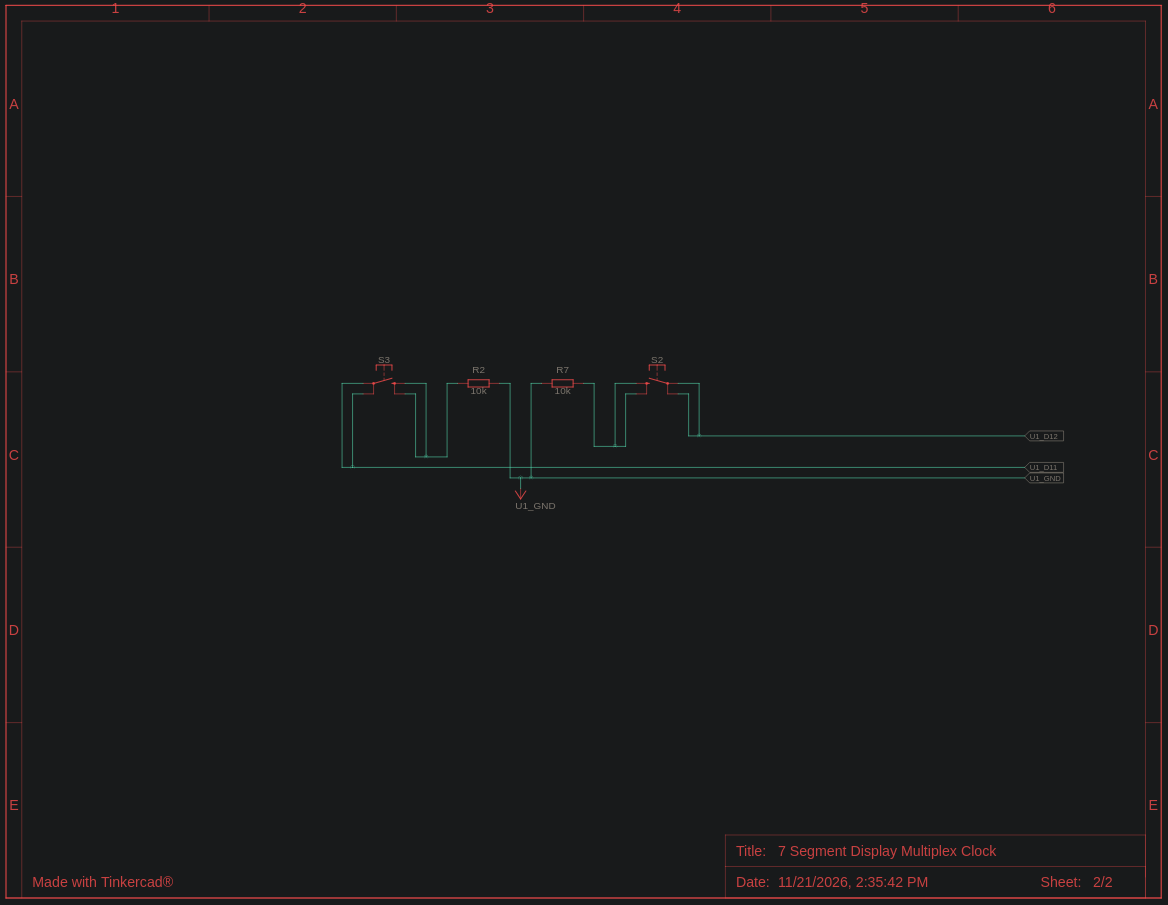 1 2 3 4 5 6
A A
B B
S3 S2
R2 R7
10k 10k
U1_D12
C C
U1_D11
U1_GND
U1_GND
D D
E E
Title: 7 Segment Display Multiplex Clock
Made with Tinkercad® Date: 11/21/2026, 2:35:42 PM Sheet: 2/2